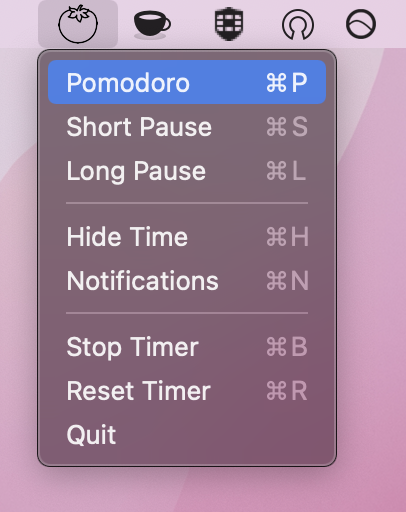 Pomodoro ⌘P
Short Pause ⌘S
Long Pause ⌘L
Hide Time ⌘H
Notifications ⌘N
Stop Timer ⌘B
Reset Timer ⌘R
Quit